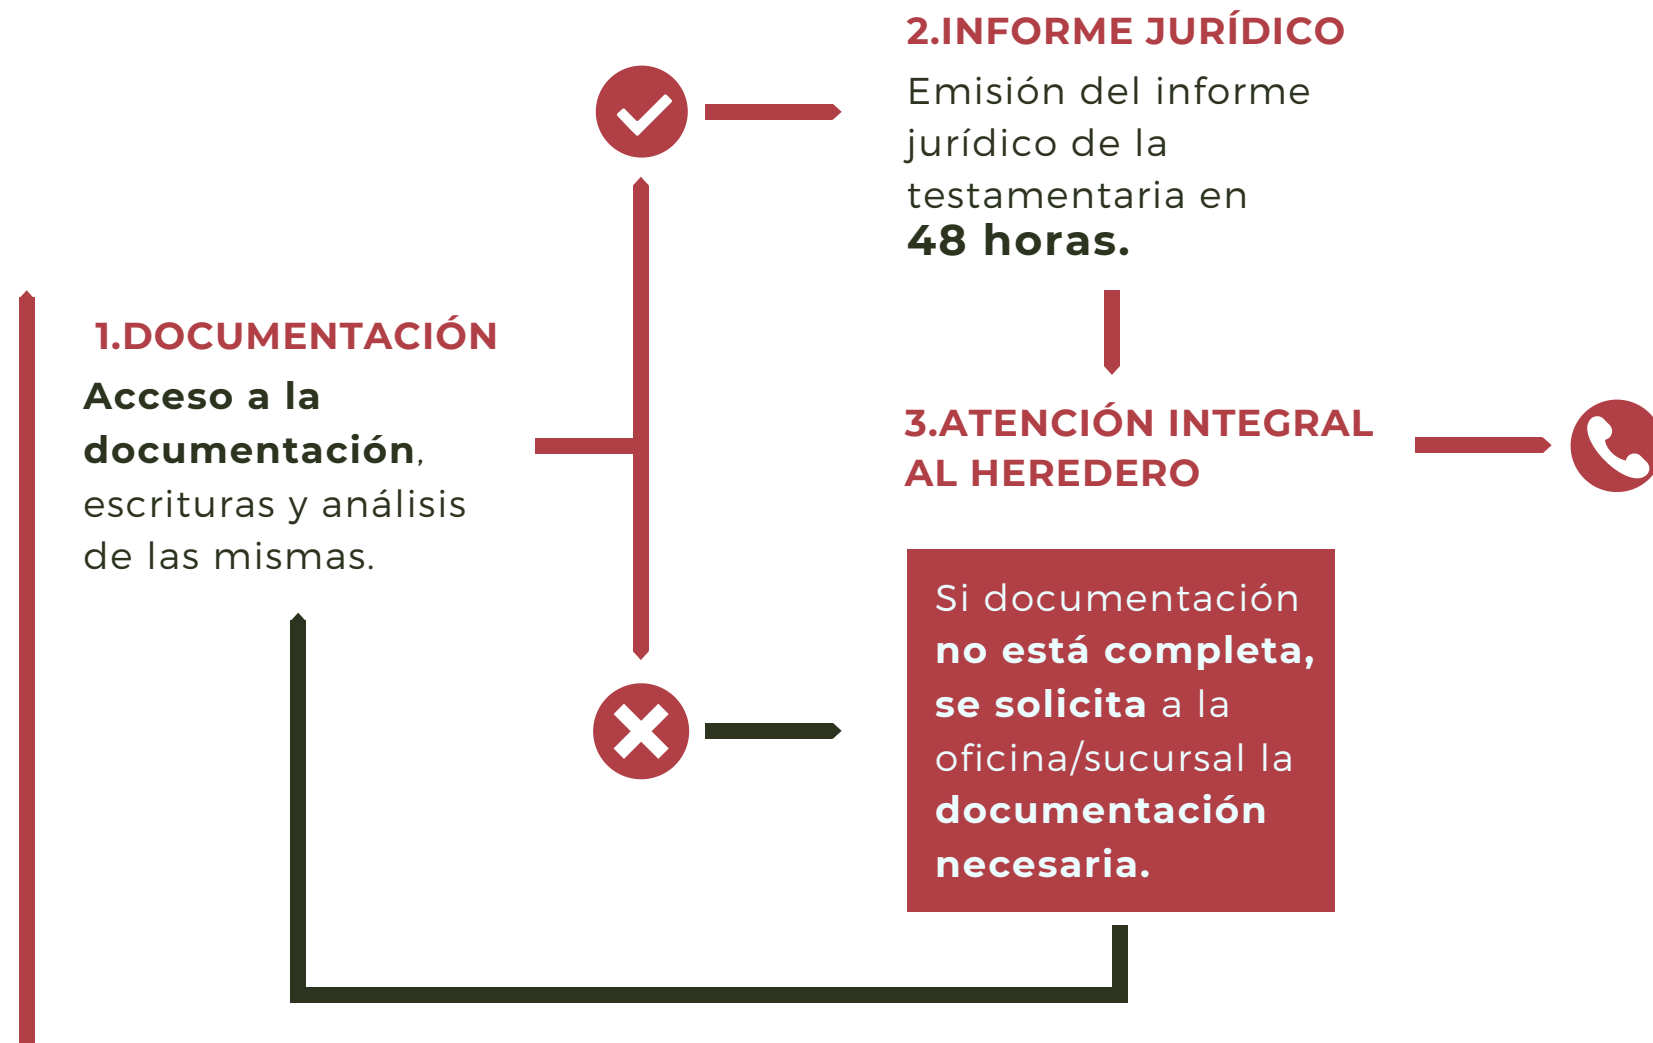 1.DOCUMENTACIÓN
Acceso a la
documentación,
escrituras y análisis
de las mismas.
2.INFORME JURÍDICO
Emisión del informe
jurídico de la
testamentaria en
48 horas.
3.ATENCIÓN INTEGRAL
AL HEREDERO
Si documentación
no está completa,
se solicita a la
oficina/sucursal la
documentación
necesaria.